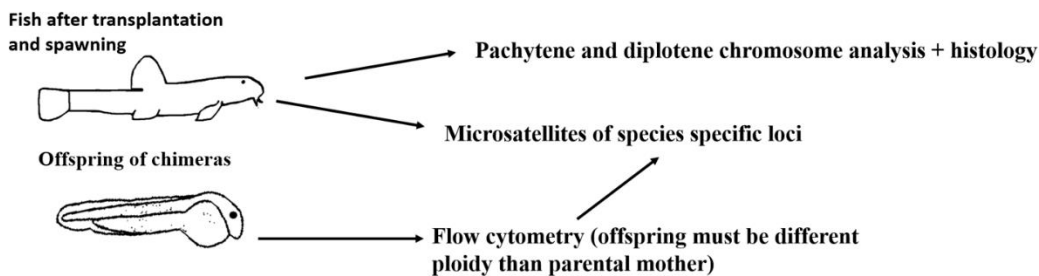 Fish after transplantation
and spawning
Pachytene and diplotene chromosome analysis + histology
Microsatellites of species specific loci
Offspring of chimeras
Flow cytometry (offspring must be different
ploidy than parental mother)